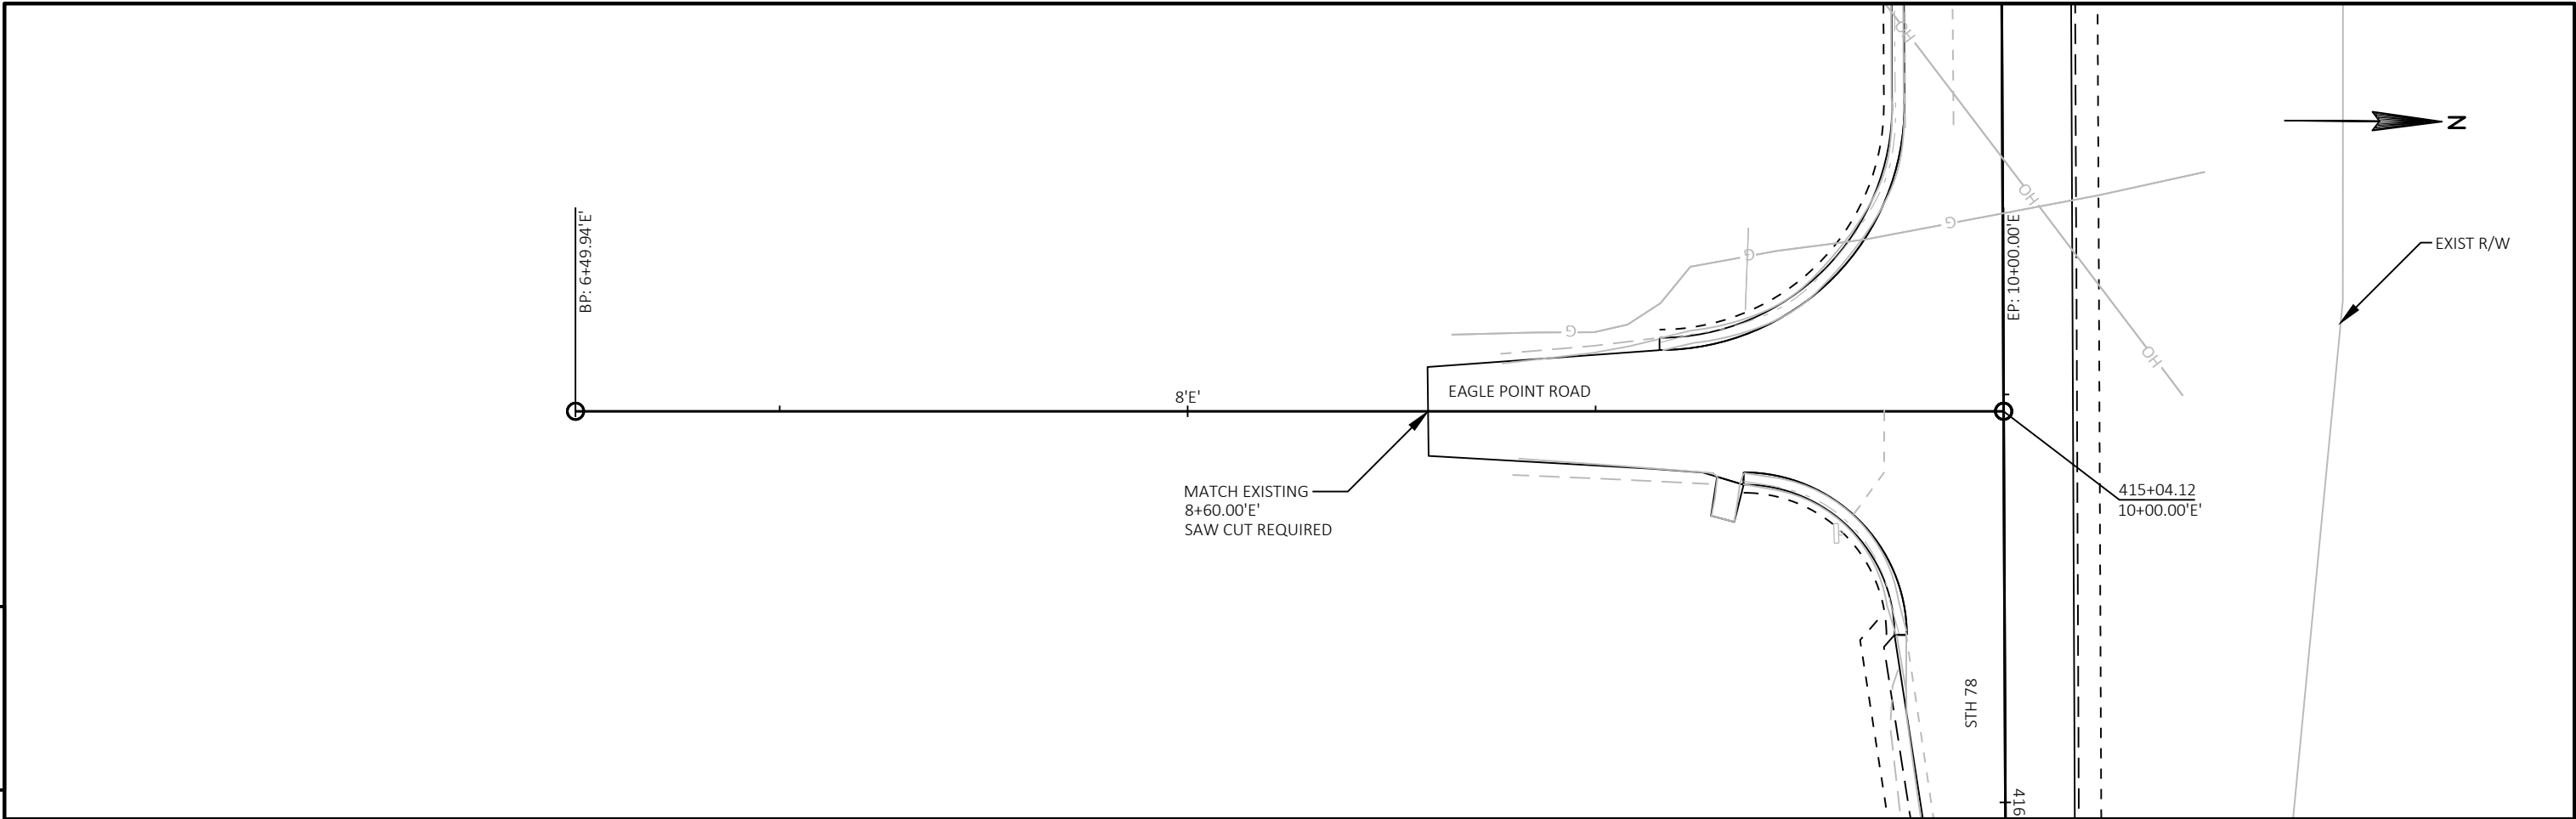 OH
N
OH
BP: 6+49.94'E'
G
EP: 10+00.00'E
EXIST R/W
G
G
OH
8'E'
EAGLE POINT ROAD
MATCH EXISTING
8+60.00'E'
SAW CUT REQUIRED
415+04.12
10+00.00'E'
STH 78
416